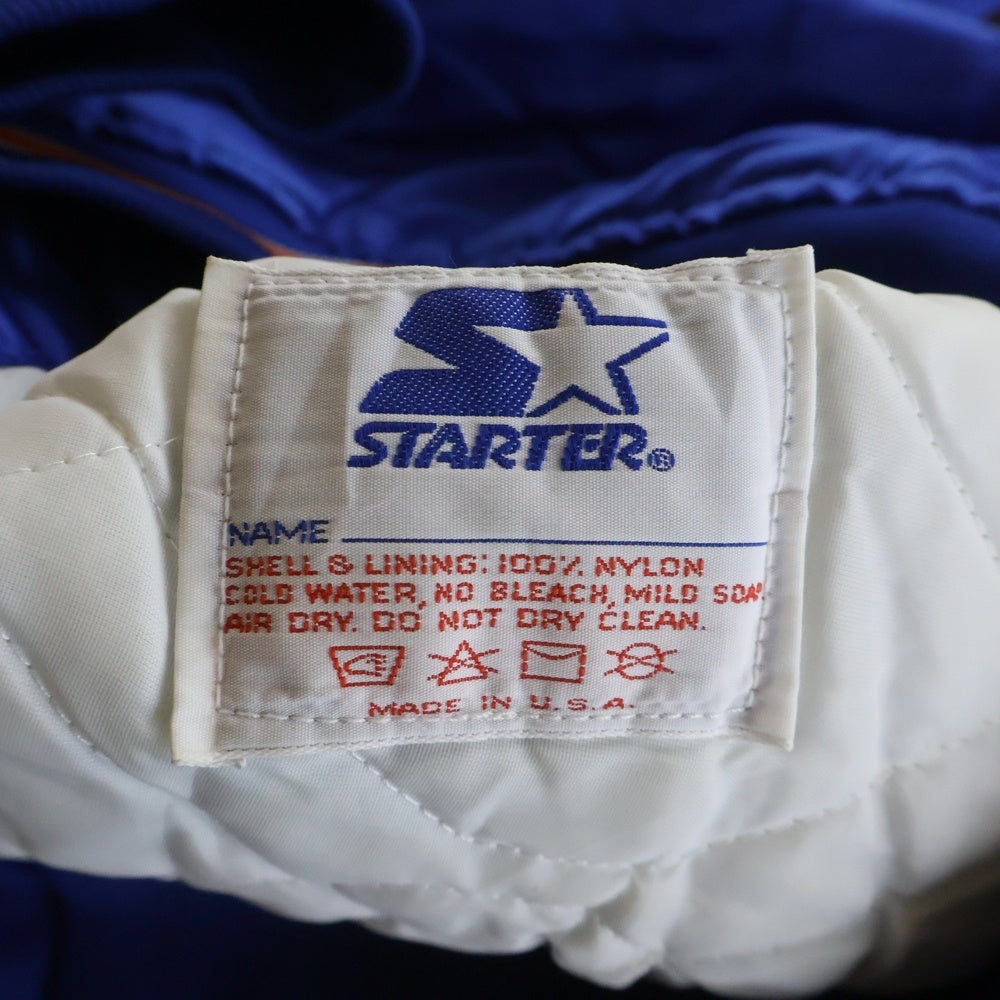 STARTER®
NAME
SHELL & LINING: 100% NYLON
COLD WATER, NO BLEACH, MILD SOAP.
AIR DRY. DO NOT DRY CLEAN.
MADE IN U.S.A.